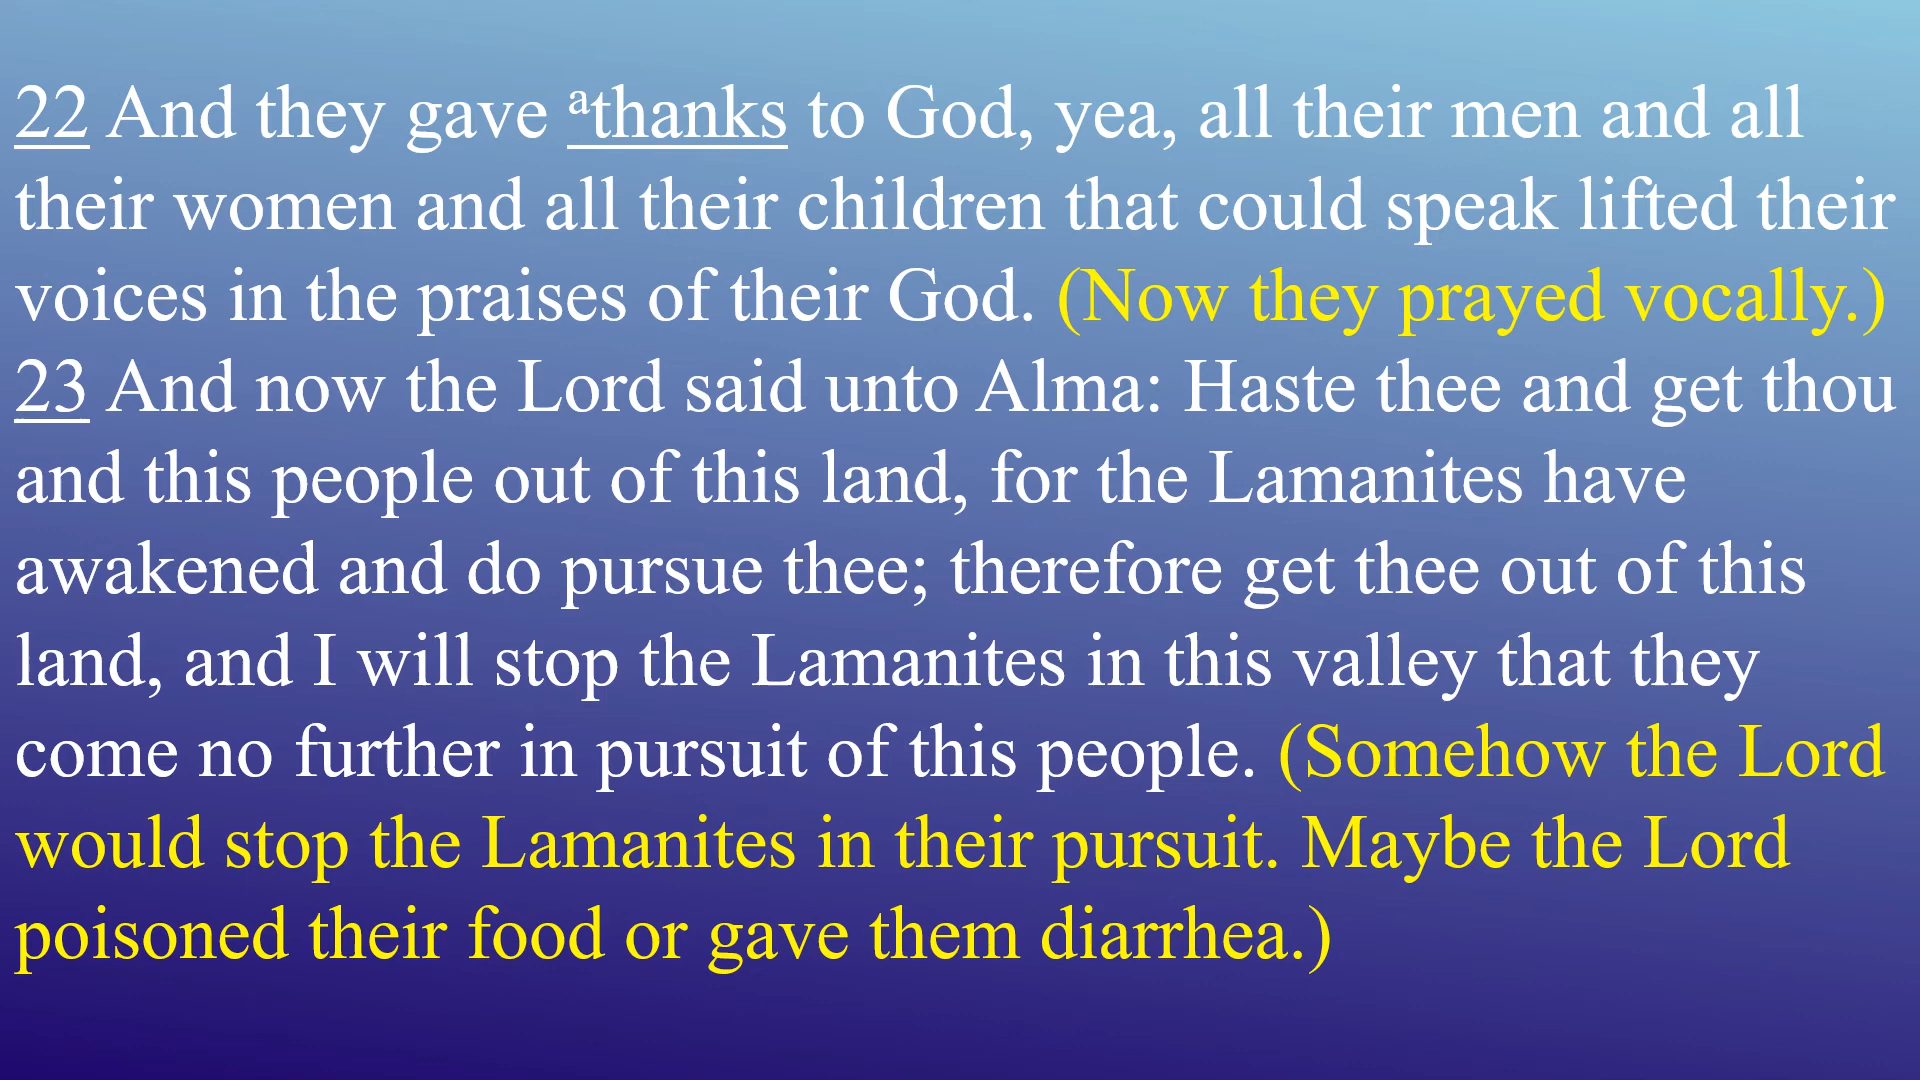 22 And they gave ᵃthanks to God, yea, all their men and all
their women and all their children that could speak lifted their
voices in the praises of their God. (Now they prayed vocally.)
23 And now the Lord said unto Alma: Haste thee and get thou
and this people out of this land, for the Lamanites have
awakened and do pursue thee; therefore get thee out of this
land, and I will stop the Lamanites in this valley that they
come no further in pursuit of this people. (Somehow the Lord
would stop the Lamanites in their pursuit. Maybe the Lord
poisoned their food or gave them diarrhea.)